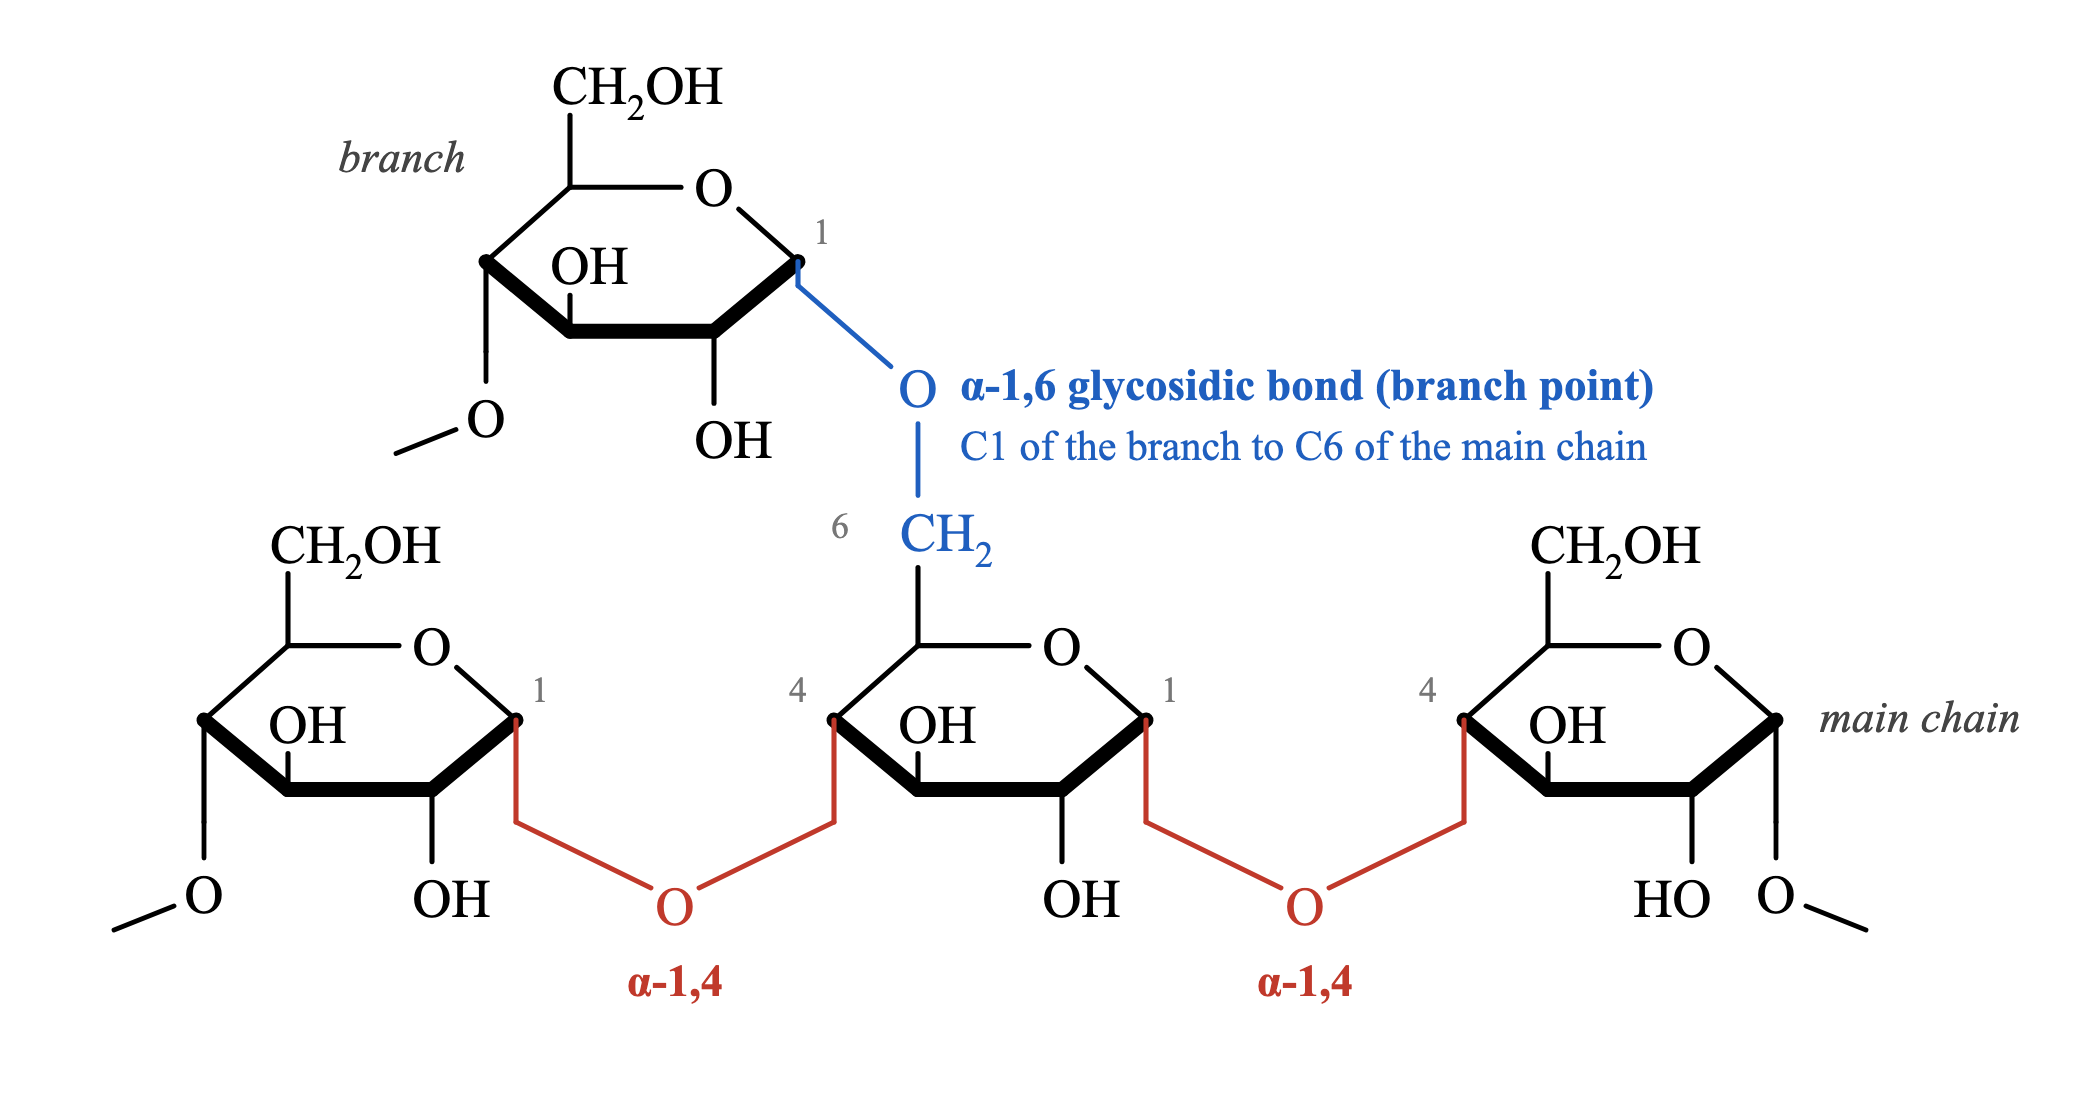 CH₂OH
branch
O
1
OH
O
OH
O
α-1,6 glycosidic bond (branch point)
C1 of the branch to C6 of the main chain
6
CH₂
CH₂OH
CH₂OH
O
O
O
1
4
1
4
OH
OH
OH
main chain
O
OH
O
OH
O
HO
O
α-1,4
α-1,4